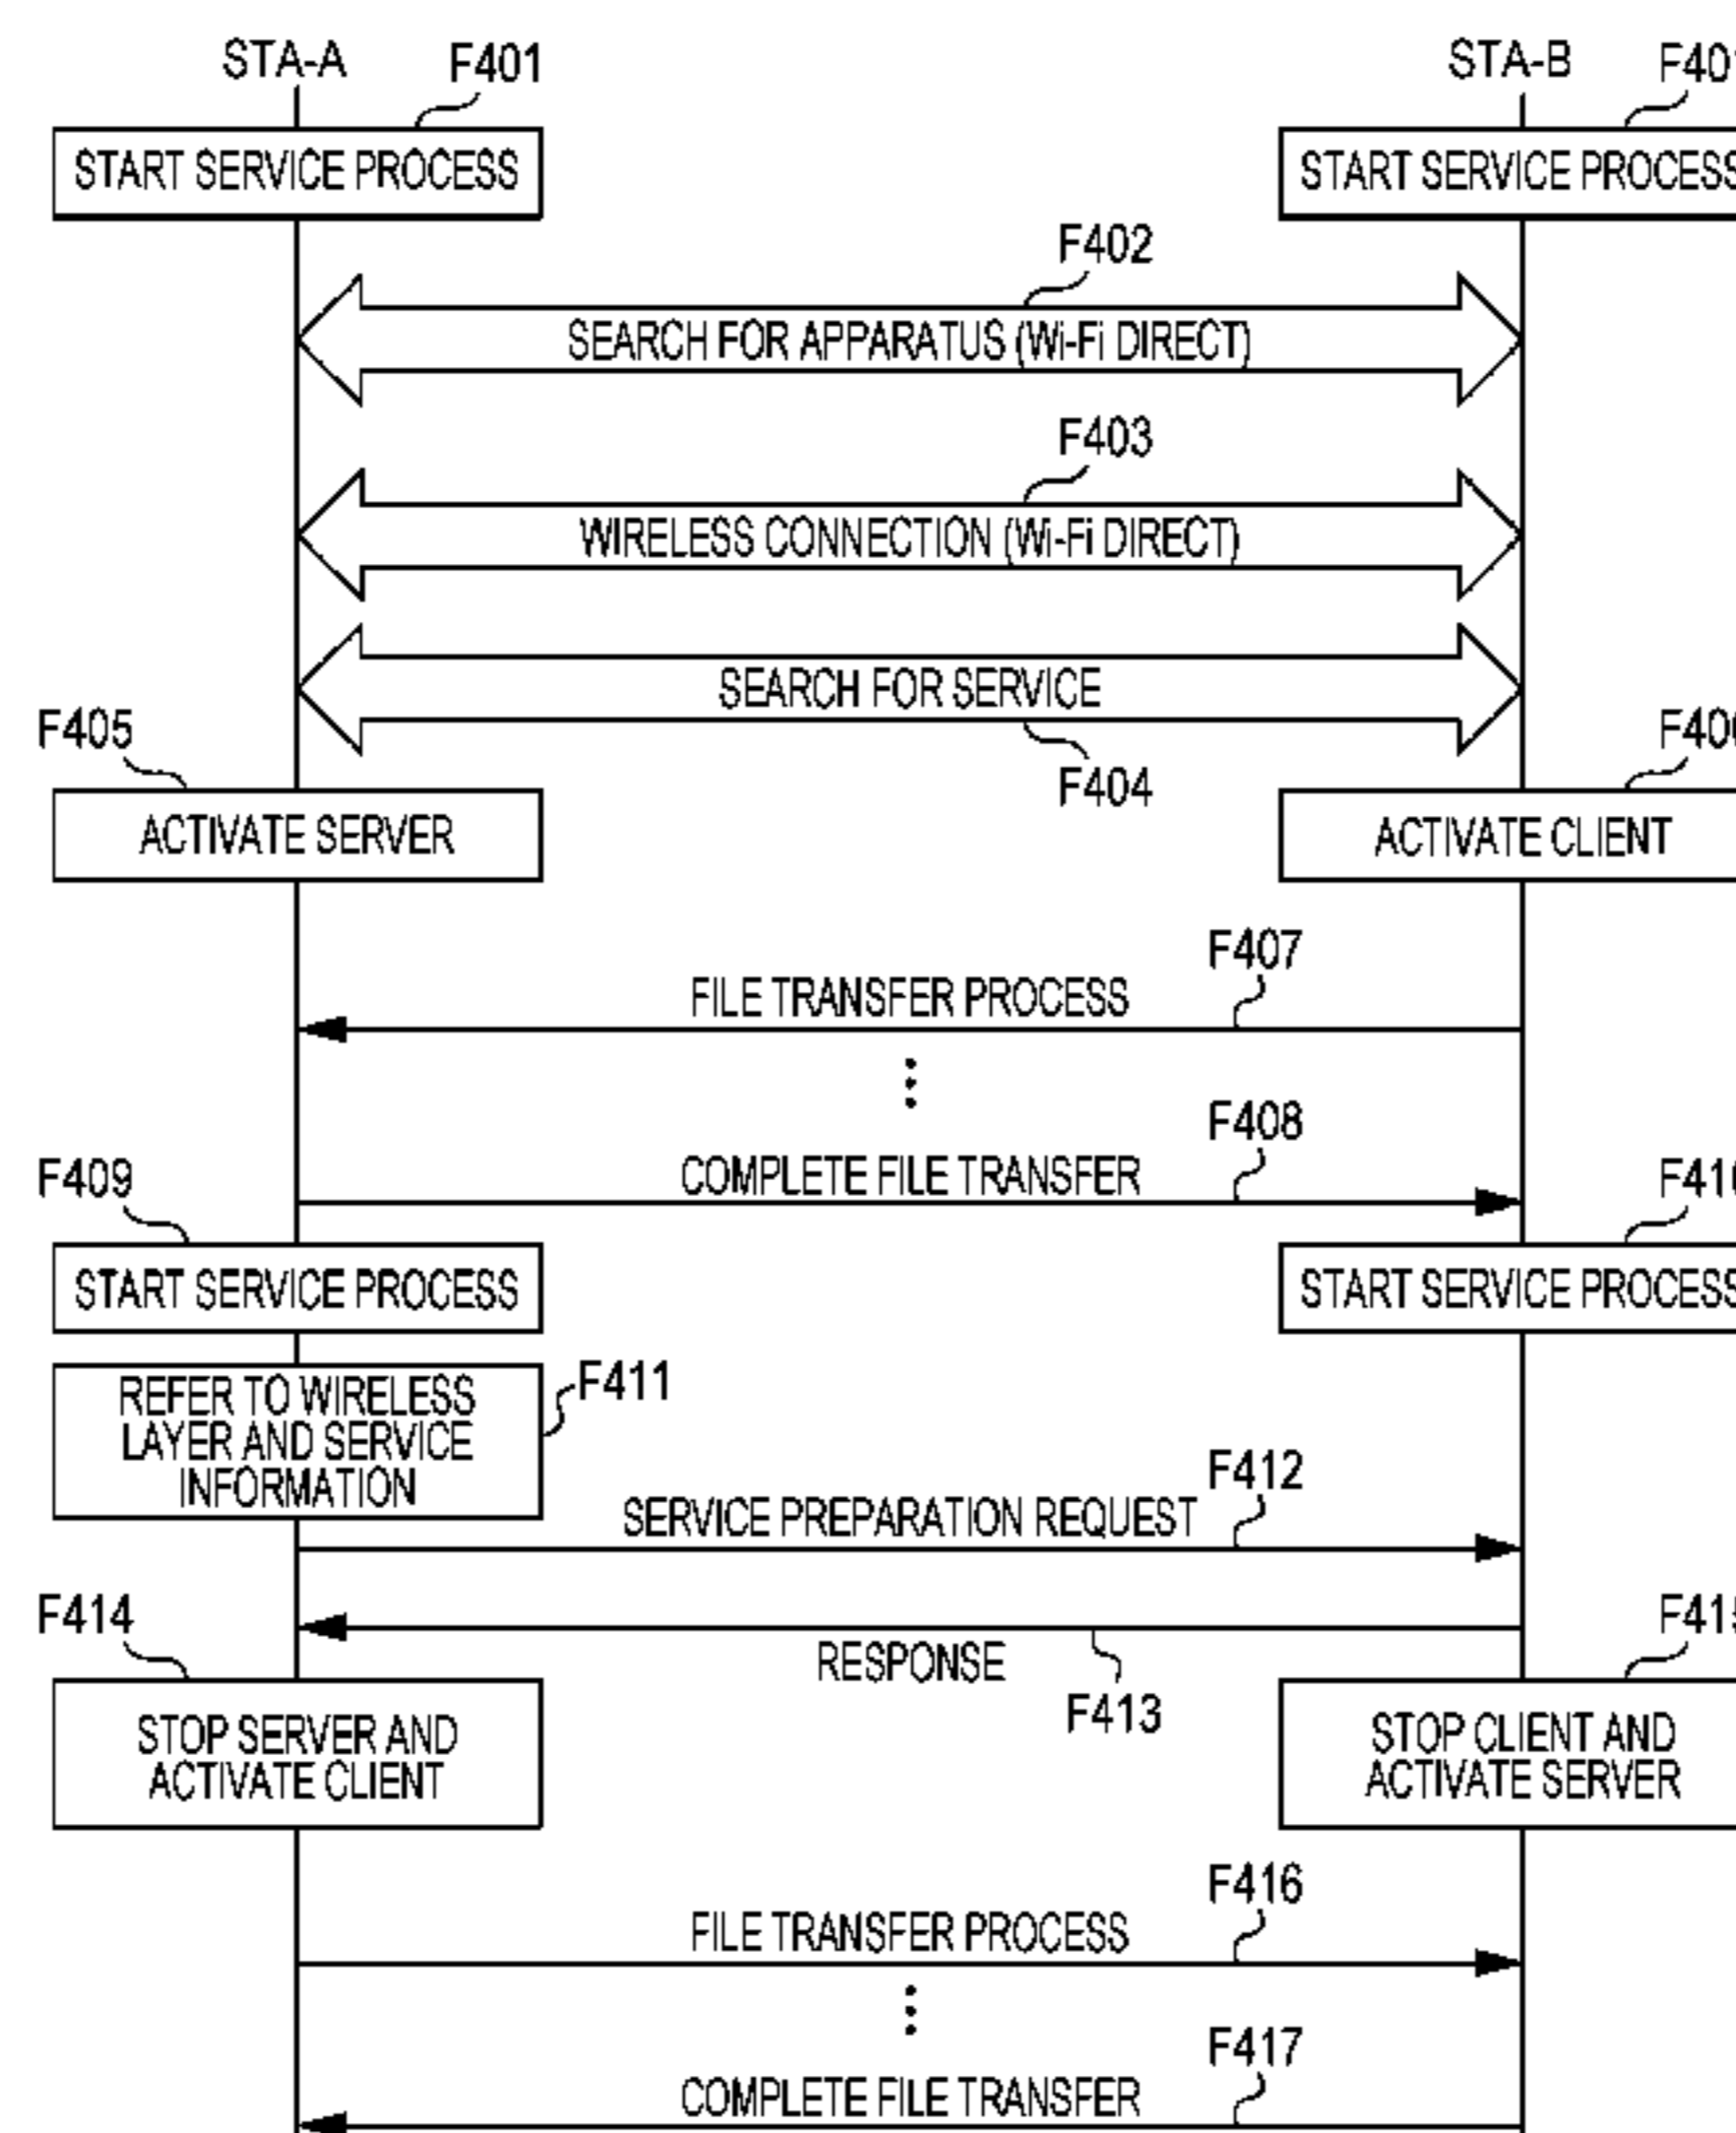 STA-A
F401
STA-B
F401
START SERVICE PROCESS
START SERVICE PROCESS
F402
SEARCH FOR APPARATUS (Wi-Fi DIRECT)
F403
WIRELESS CONNECTION (Wi-Fi DIRECT)
SEARCH FOR SERVICE
F404
F405
F406
ACTIVATE SERVER
ACTIVATE CLIENT
F407
FILE TRANSFER PROCESS
F408
COMPLETE FILE TRANSFER
F409
F410
START SERVICE PROCESS
START SERVICE PROCESS
REFER TO WIRELESS
LAYER AND SERVICE
INFORMATION
F411
F412
SERVICE PREPARATION REQUEST
RESPONSE
F413
F414
F415
STOP SERVER AND
ACTIVATE CLIENT
STOP CLIENT AND
ACTIVATE SERVER
F416
FILE TRANSFER PROCESS
F417
COMPLETE FILE TRANSFER